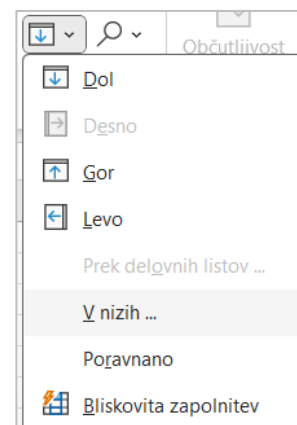 Občutljivost
Dol
Desno
Gor
Levo
Prek delovnih listov ...
V nizih ...
Poravnano
Bliskovita zapolnitev